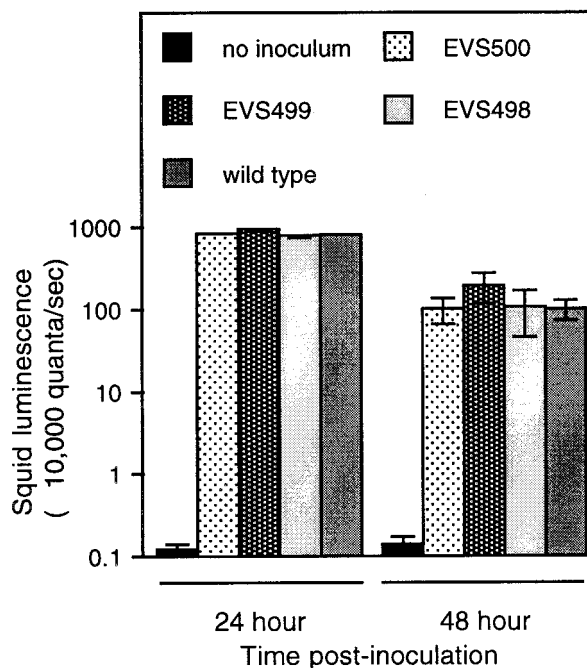 no inoculum
EVS500
EVS499
EVS498
wild type
Squid luminescence
( 10,000 quanta/sec)
1000
100
10
1
0.1
24 hour
48 hour
Time post-inoculation